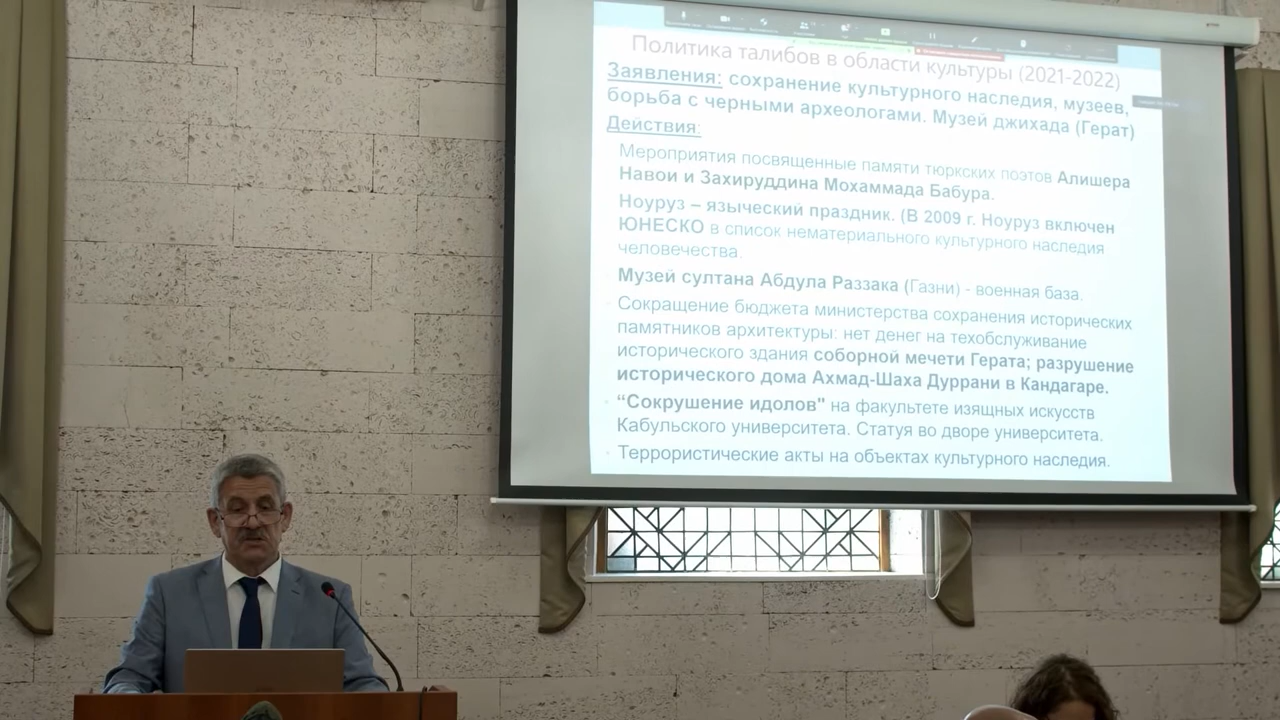 Политика талибов в области культуры (2021-2022)
Заявления: сохранение культурного наследия, музеев,
борьба с черными археологами. Музей джихада (Герат)
Действия:
Мероприятия посвященные памяти тюркских поэтов Алишера
Навои и Захируддина Мохаммада Бабура.
Ноуруз – языческий праздник. (В 2009 г. Ноуруз включен
ЮНЕСКО в список нематериального культурного наследия
человечества.
Музей султана Абдула Раззака (Газни) - военная база.
Сокращение бюджета министерства сохранения исторических
памятников архитектуры: нет денег на техобслуживание
исторического здания соборной мечети Герата; разрушение
исторического дома Ахмад-Шаха Дуррани в Кандагаре.
“Сокрушение идолов" на факультете изящных искусств
Кабульского университета. Статуя во дворе университета.
Террористические акты на объектах культурного наследия.